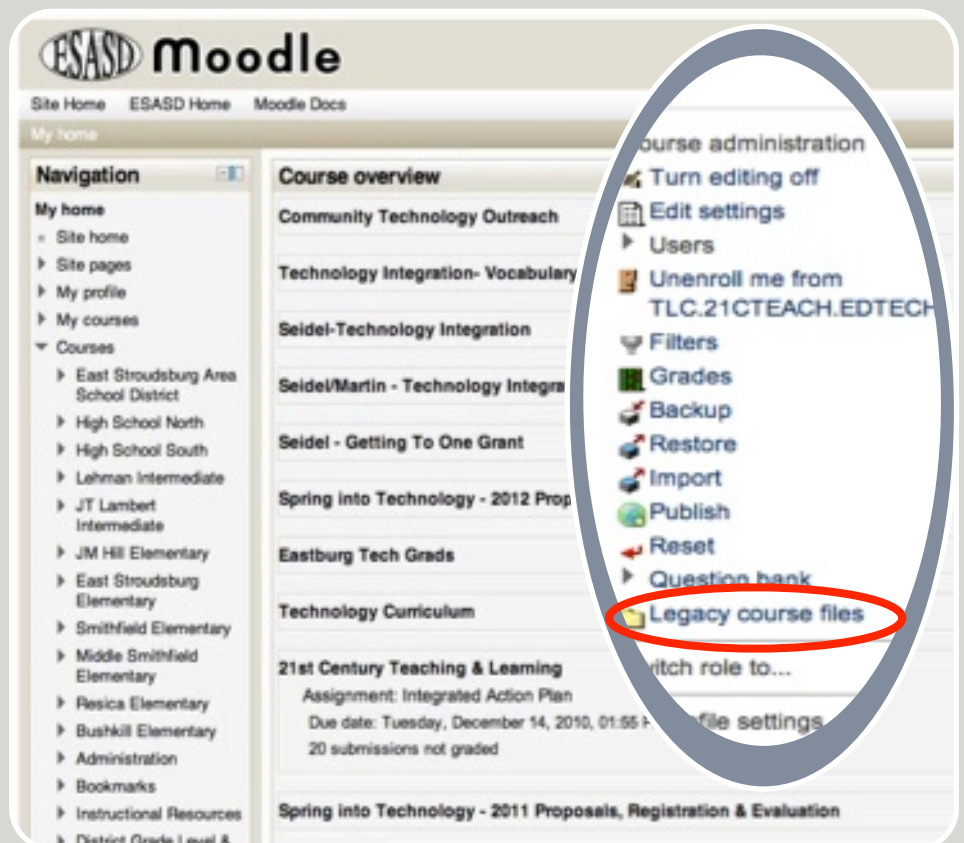 ESASD Moodle
Site Home ESASD Home Moodle Docs
My home
Navigation
My home
Site home
Site pages
My profile
My courses
Courses
East Stroudsburg Area
School District
High School North
High School South
Lehman Intermediate
JT Lambert
Intermediate
JM Hill Elementary
East Stroudsburg
Elementary
Smithfield Elementary
Middle Smithfield
Elementary
Resica Elementary
Bushkill Elementary
Administration
Bookmarks
Instructional Resources
District Grade Level &
Course overview
Community Technology Outreach
Technology Integration- Vocabulary
Seidel-Technology Integration
Seidel/Martin - Technology Integra
Seidel - Getting To One Grant
Spring into Technology - 2012 Prop
Eastburg Tech Grads
Technology Curriculum
21st Century Teaching & Learning
Assignment: Integrated Action Plan
Due date: Tuesday, December 14, 2010, 01:55
20 submissions not graded
Spring into Technology - 2011 Proposals, Registration & Evaluation
ourse administration
Turn editing off
Edit settings
Users
Unenroll me from
TLC.21CTEACH.EDTECH
Filters
Grades
Backup
Restore
Import
Publish
Reset
Question bank
Legacy course files
itch role to...
file settings